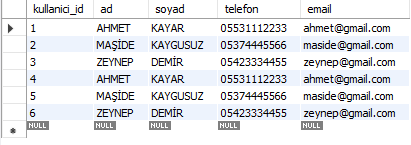 kullanici_id ad soyad telefon email
1 AHMET KAYAR 05531112233 ahmet@gmail.com
2 MAŞİDE KAYGUSUZ 05374445566 maside@gmail.com
3 ZEYNEP DEMİR 05423334455 zeynep@gmail.com
4 AHMET KAYAR 05531112233 ahmet@gmail.com
5 MAŞİDE KAYGUSUZ 05374445566 maside@gmail.com
6 ZEYNEP DEMİR 05423334455 zeynep@gmail.com
NULL NULL NULL NULL NULL